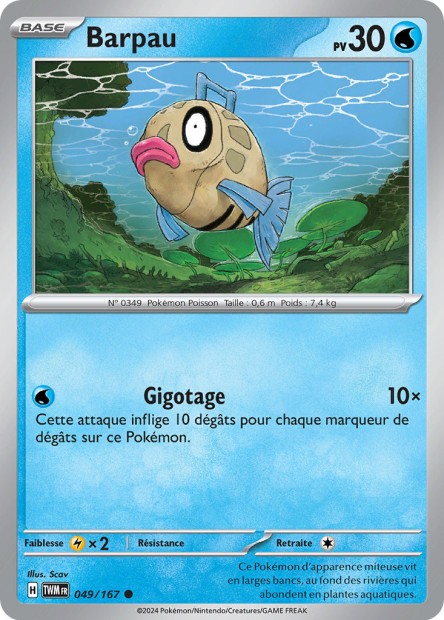 BASE
Barpau
PV 30
N° 0349 Pokémon Poisson Taille : 0,6 m Poids : 7,4 kg
Gigotage 10×
Cette attaque inflige 10 dégâts pour chaque marqueur de
dégâts sur ce Pokémon.
Faiblesse × 2 Résistance Retraite
Illus. Scav
H TWM FR 049/167
Ce Pokémon d'apparence miteuse vit
en larges bancs, au fond des rivières qui
abondent en plantes aquatiques.
©2024 Pokémon/Nintendo/Creatures/GAME FREAK